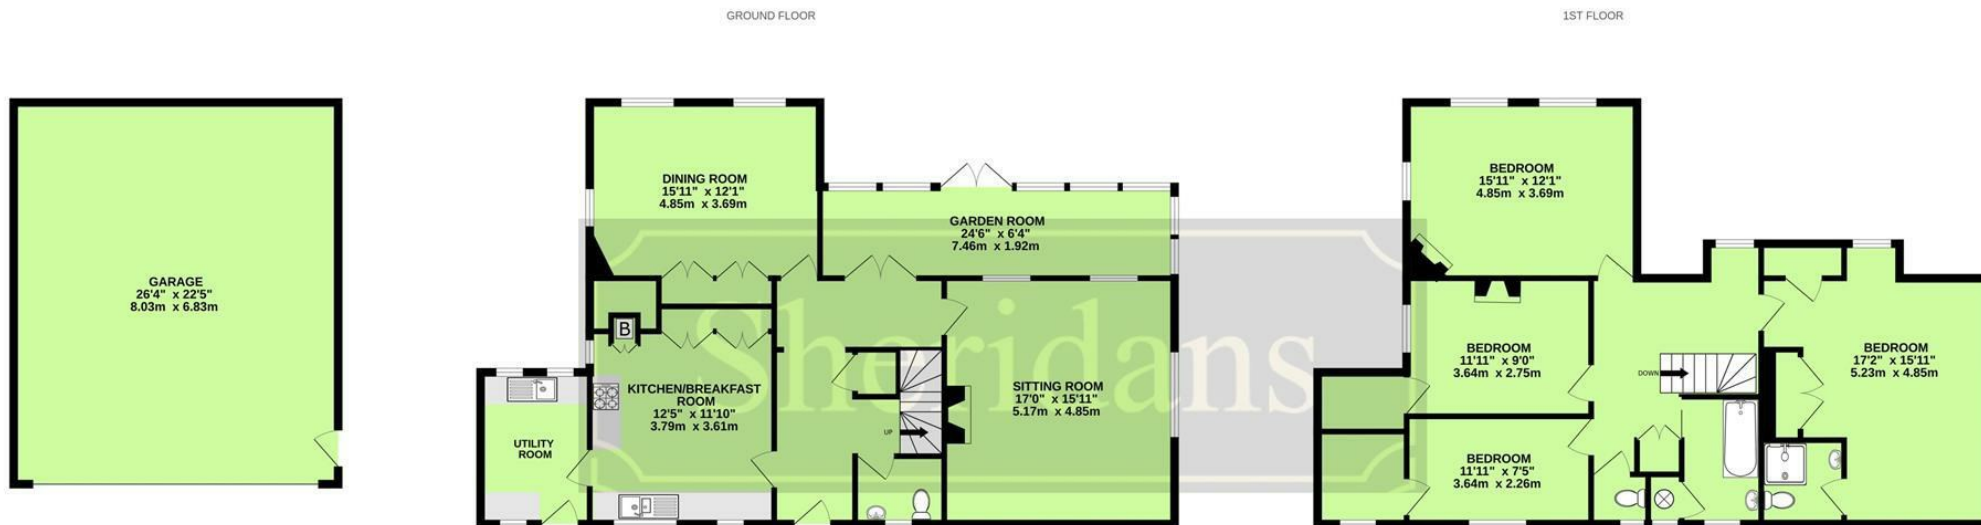 GROUND FLOOR
1ST FLOOR
GARAGE
26'4" x 22'5"
8.03m x 6.83m
DINING ROOM
15'11" x 12'1"
4.85m x 3.69m
GARDEN ROOM
24'6" x 6'4"
7.46m x 1.92m
B
KITCHEN/BREAKFAST
ROOM
12'5" x 11'10"
3.79m x 3.61m
UTILITY
ROOM
UP
SITTING ROOM
17'0" x 15'11"
5.17m x 4.85m
Sheridans
BEDROOM
15'11" x 12'1"
4.85m x 3.69m
BEDROOM
11'11" x 9'0"
3.64m x 2.75m
DOWN
BEDROOM
17'2" x 15'11"
5.23m x 4.85m
BEDROOM
11'11" x 7'5"
3.64m x 2.26m